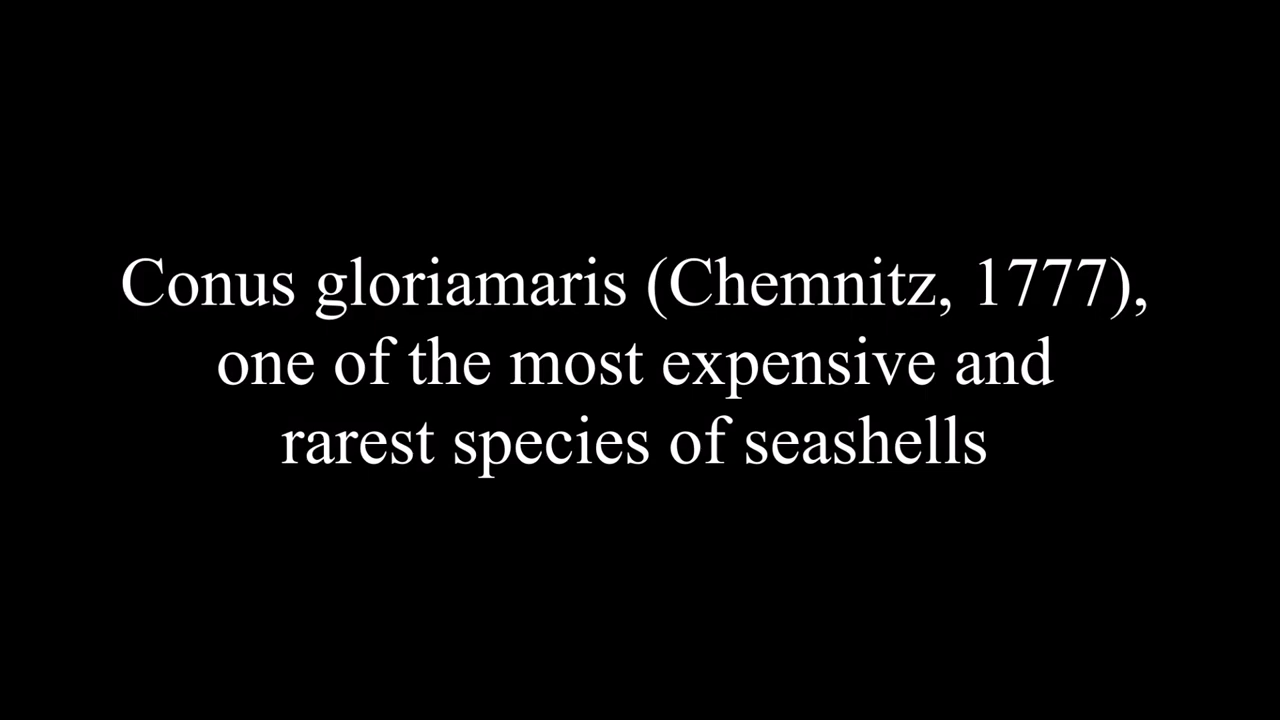 Conus gloriamaris (Chemnitz, 1777),
one of the most expensive and
rarest species of seashells